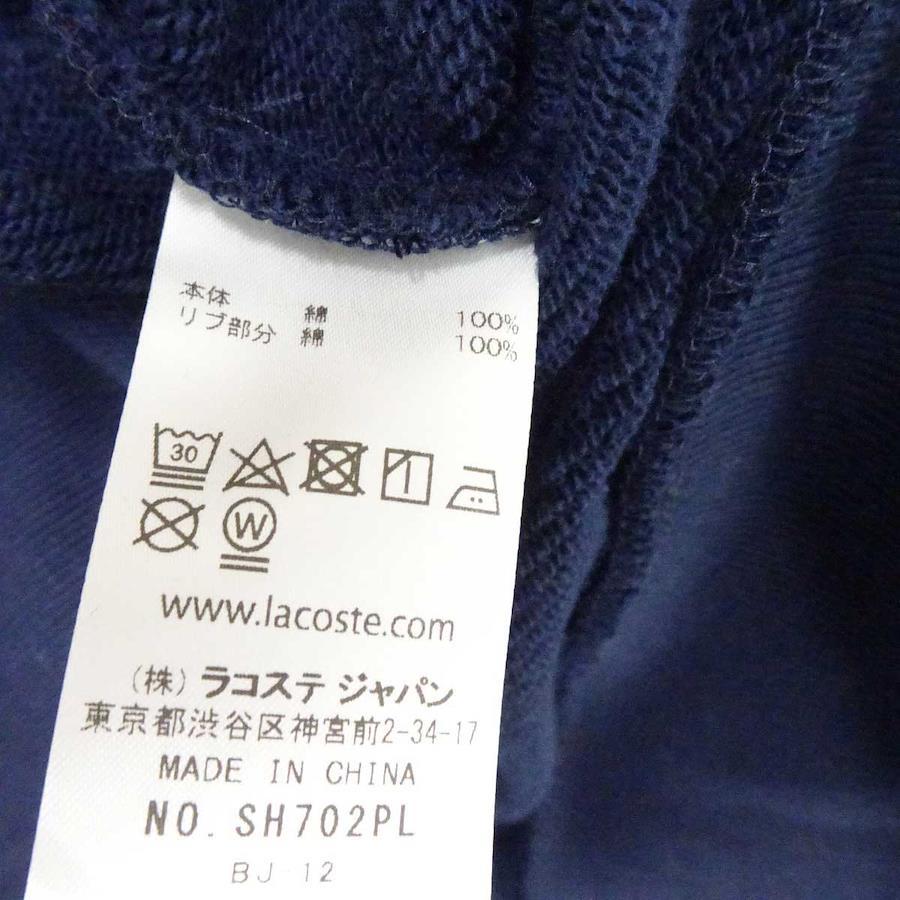 本体 綿 100%
リブ部分 綿 100%
30
W
www.lacoste.com
(株) ラコステ ジャパン
東京都渋谷区神宮前2-34-17
MADE IN CHINA
NO. SH702PL
BJ 12